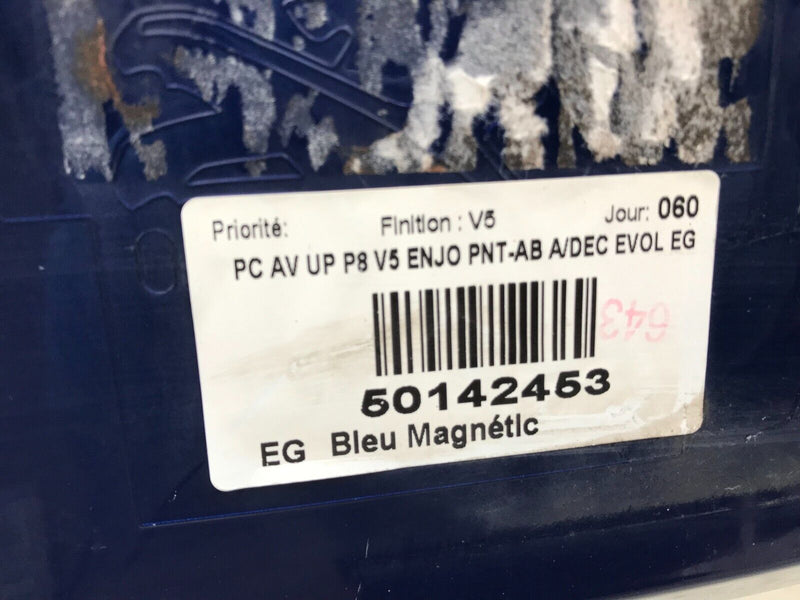 Priorité: Finition : V5 Jour: 060
PC AV UP P8 V5 ENJO PNT-AB A/DEC EVOL EG
643
50142453
EG Bleu Magnétic